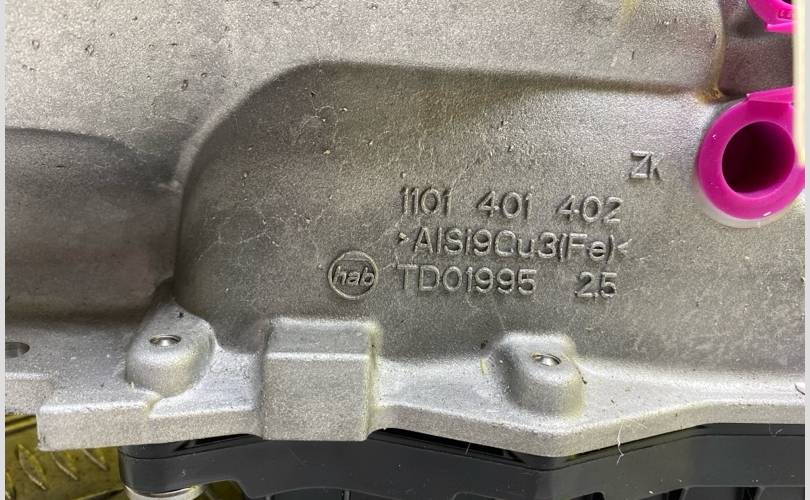 ZK
1101 401 402
>AlSi9Cu3(Fe)<
hab
TD01995 25